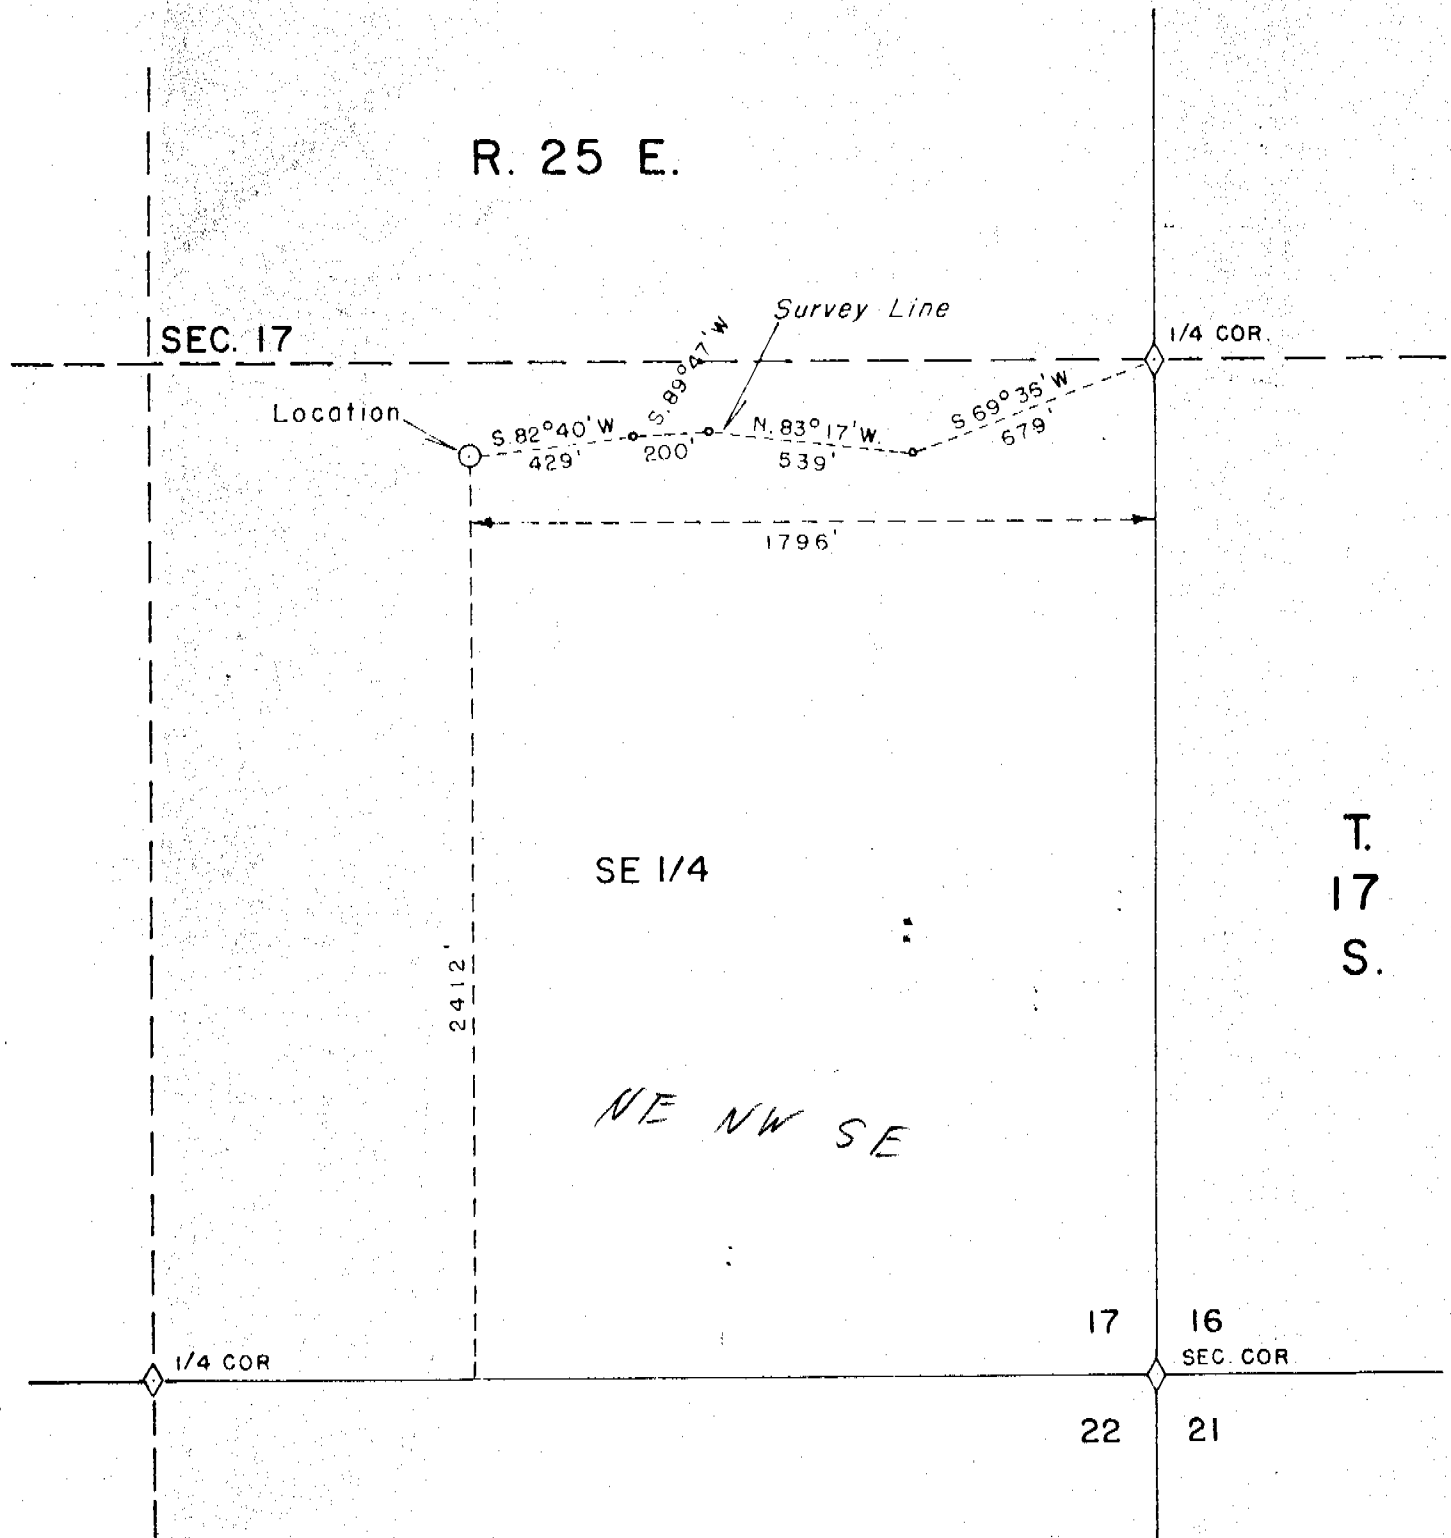 R. 25 E.
Survey Line
SEC. 17
1/4 COR.
S. 89° 47' W
Location
S. 82° 40' W
429'
200'
N. 83° 17' W
539'
S 69° 36' W
679'
1796'
SE 1/4
T.
17
S.
2412'
NE NW SE
17
16
1/4 COR
SEC. COR.
22
21